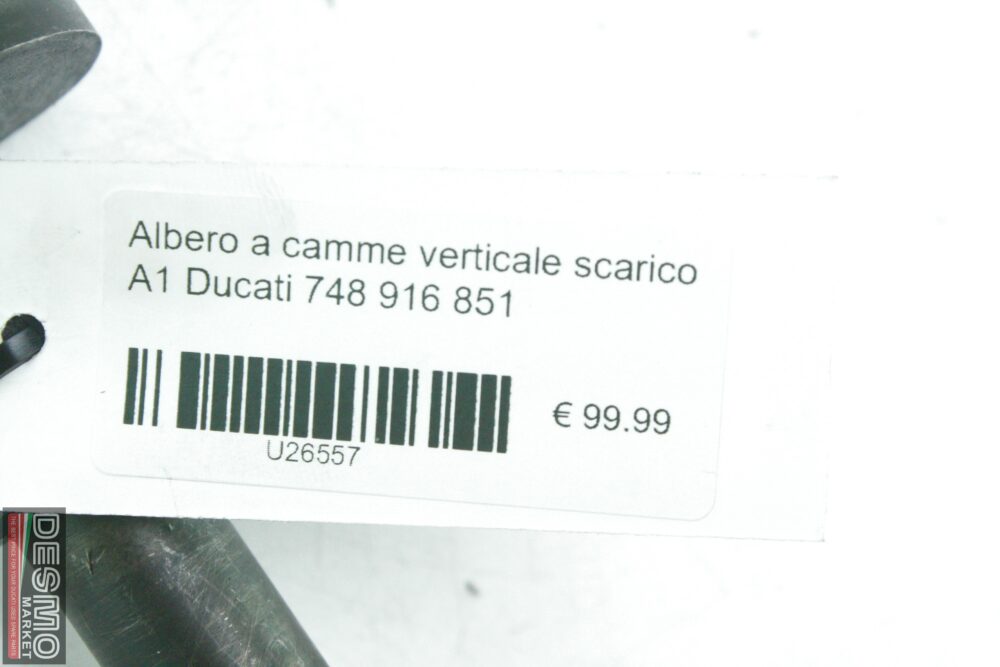 Albero a camme verticale scarico
A1 Ducati 748 916 851
€ 99.99
U26557
DESMO
MARKET